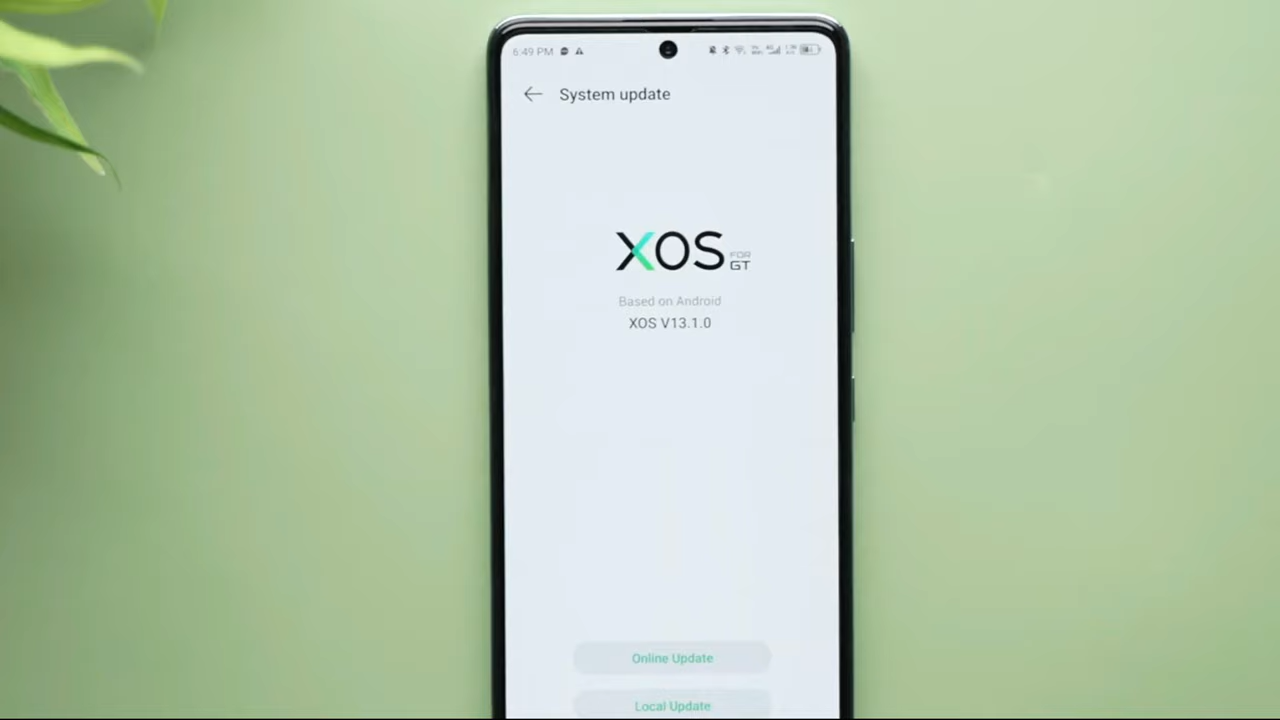 6:49 PM
System update
XOS FOR GT
Based on Android
XOS V13.1.0
Online Update
Local Update